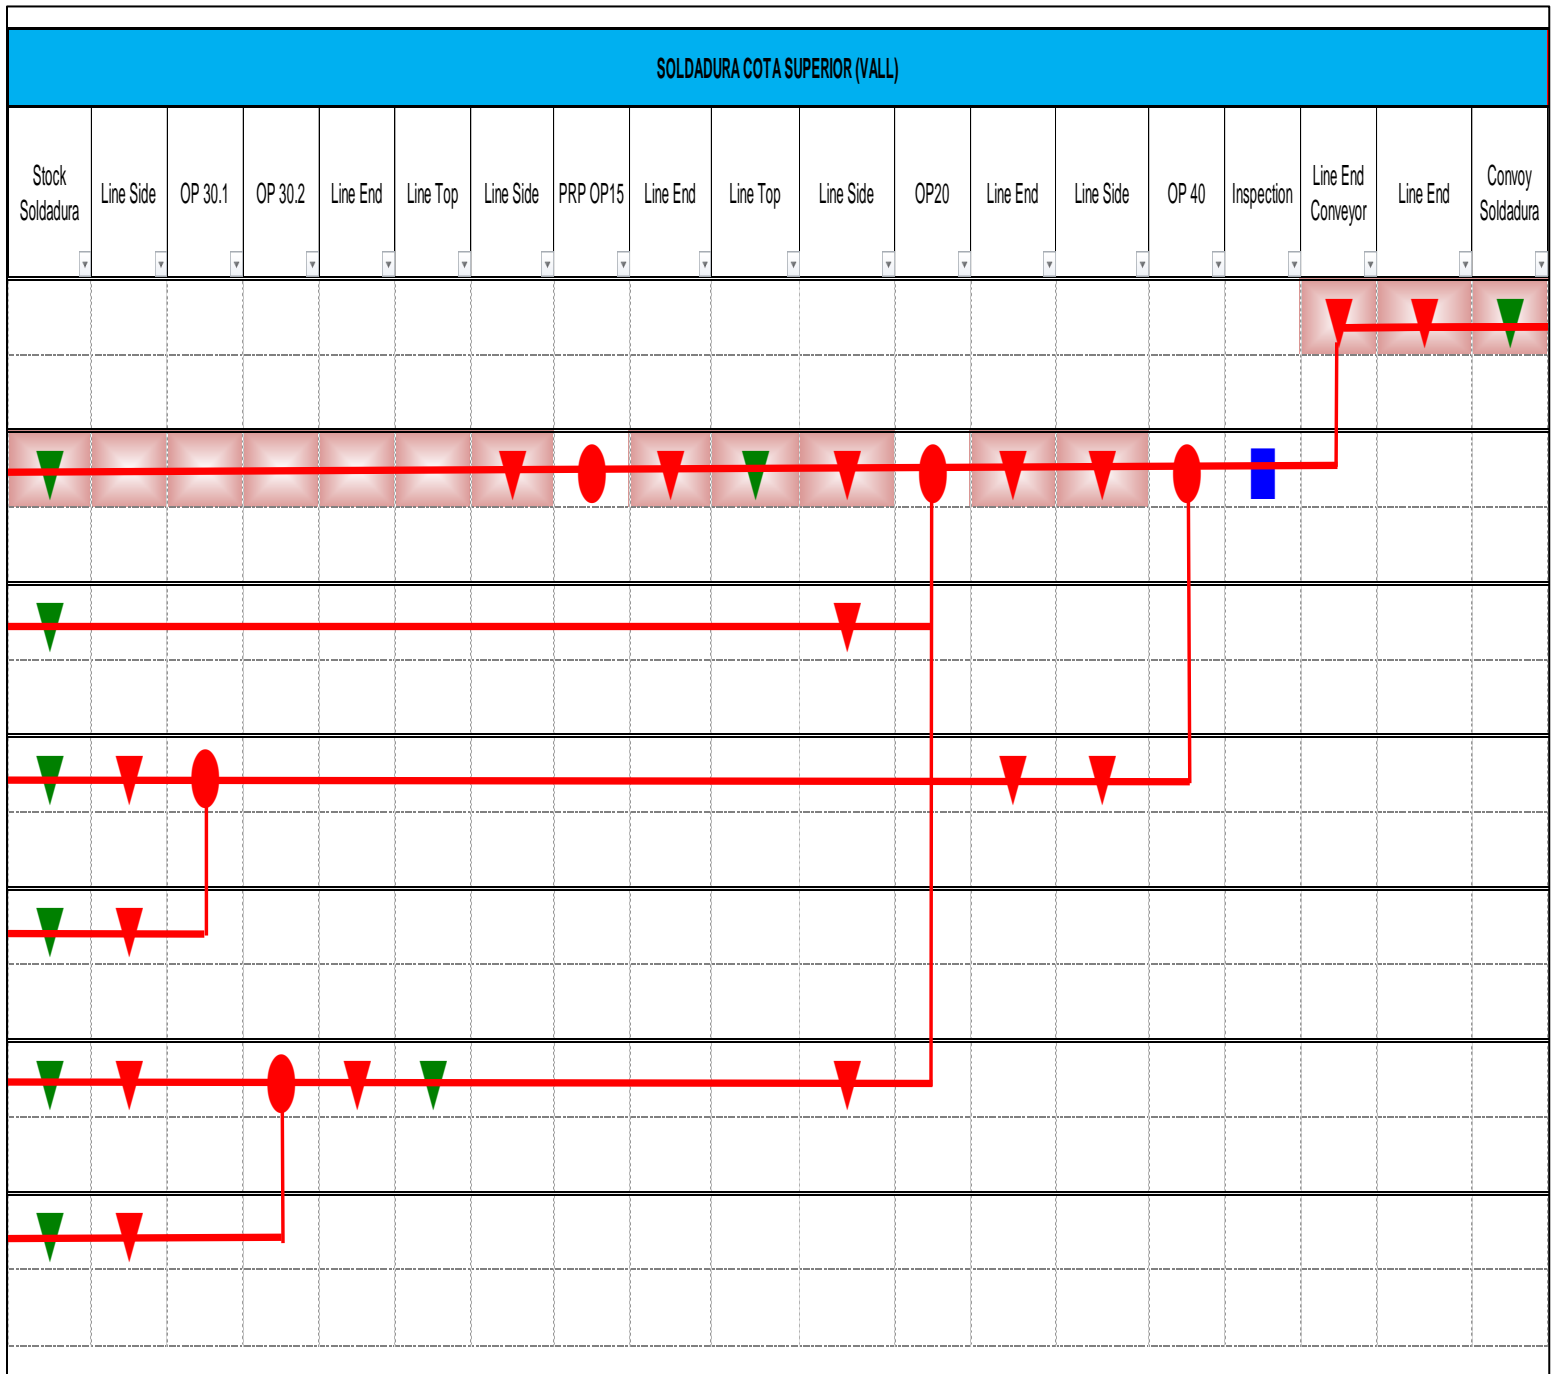 SOLDADURA COTA SUPERIOR (VALL)
Stock
Soldadura
Line Side
OP 30.1
OP 30.2
Line End
Line Top
Line Side
PRP OP15
Line End
Line Top
Line Side
OP20
Line End
Line Side
OP 40
Inspection
Line End
Conveyor
Line End
Convoy
Soldadura